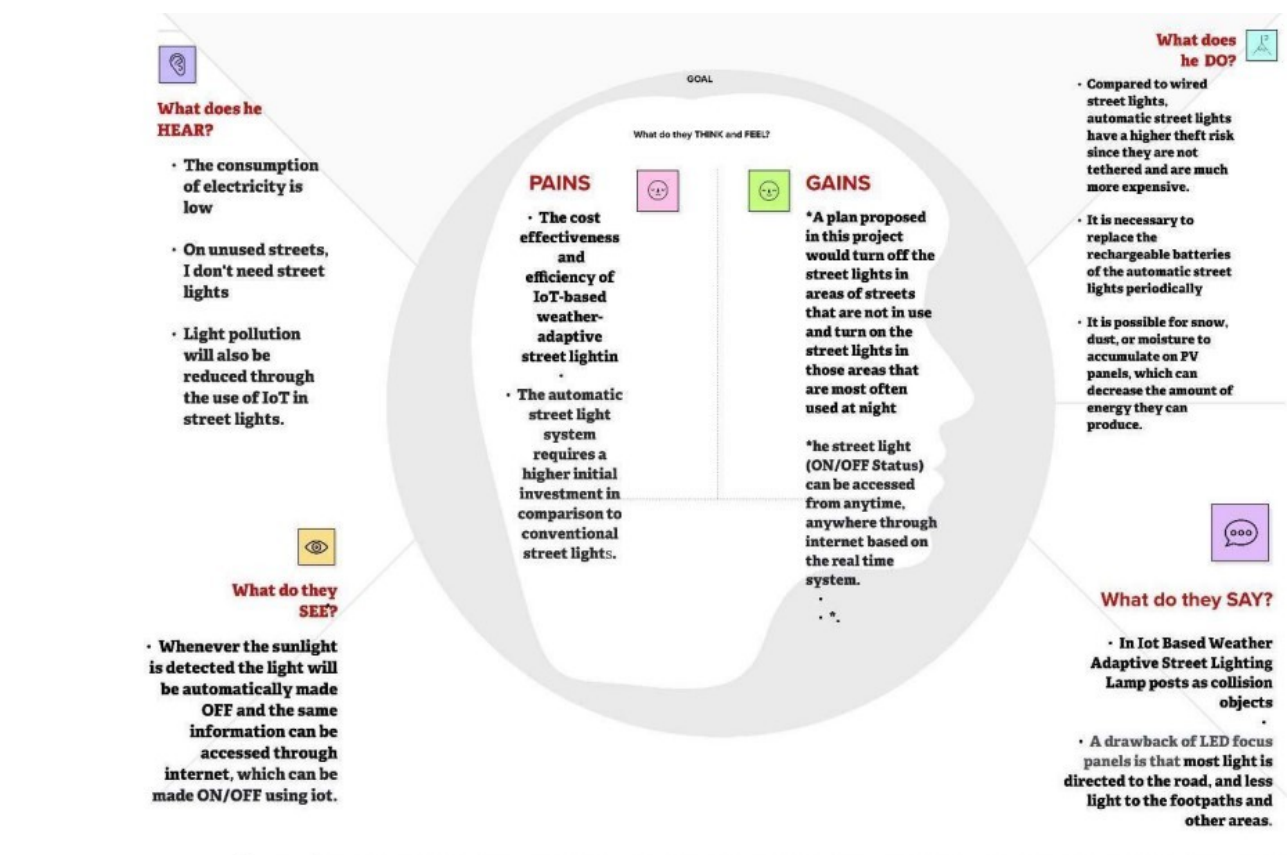 What does he
HEAR?
• The consumption
of electricity is
low
• On unused streets,
I don't need street
lights
• Light pollution
will also be
reduced through
the use of IoT in
street lights.
What do they
SEE?
• Whenever the sunlight
is detected the light will
be automatically made
OFF and the same
information can be
accessed through
internet, which can be
made ON/OFF using iot.
GOAL
What do they THINK and FEEL?
PAINS
• The cost
effectiveness
and
efficiency of
IoT-based
weather-
adaptive
street lightin
•
• The automatic
street light
system
requires a
higher initial
investment in
comparison to
conventional
street lights.
GAINS
*A plan proposed
in this project
would turn off the
street lights in
areas of streets
that are not in use
and turn on the
street lights in
those areas that
are most often
used at night
*he street light
(ON/OFF Status)
can be accessed
from anytime,
anywhere through
internet based on
the real time
system.
•
• *.
What does
he DO?
• Compared to wired
street lights,
automatic street lights
have a higher theft risk
since they are not
tethered and are much
more expensive.
• It is necessary to
replace the
rechargeable batteries
of the automatic street
lights periodically
• It is possible for snow,
dust, or moisture to
accumulate on PV
panels, which can
decrease the amount of
energy they can
produce.
What do they SAY?
• In Iot Based Weather
Adaptive Street Lighting
Lamp posts as collision
objects
•
• A drawback of LED focus
panels is that most light is
directed to the road, and less
light to the footpaths and
other areas.